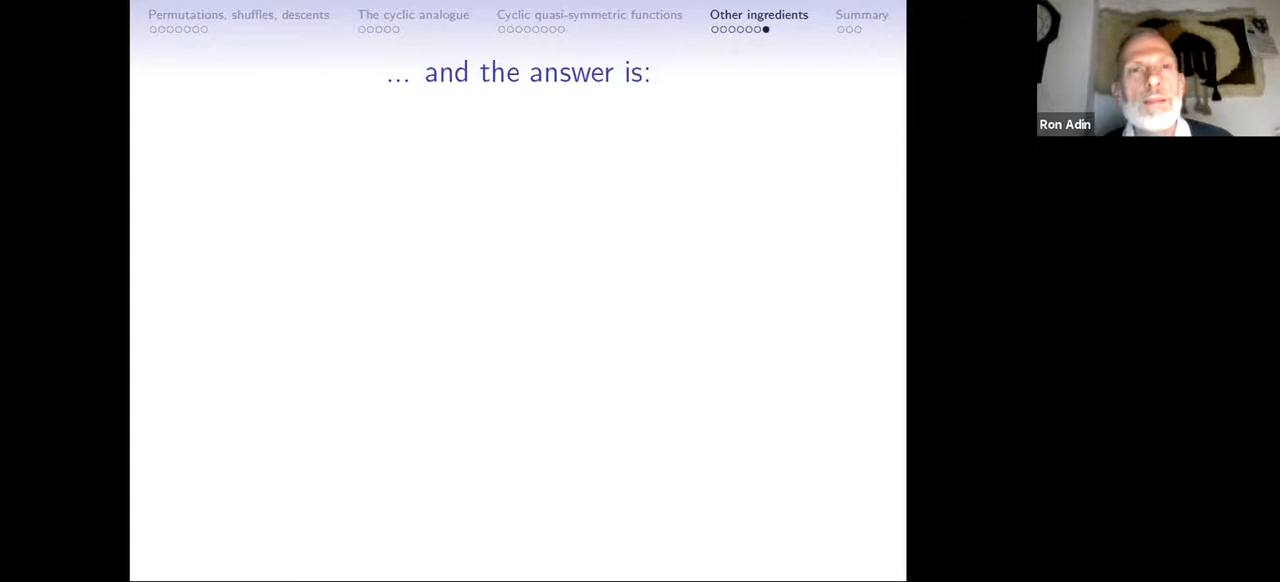 Permutations, shuffles, descents The cyclic analogue Cyclic quasi-symmetric functions Other ingredients Summary
... and the answer is:
Ron Adin